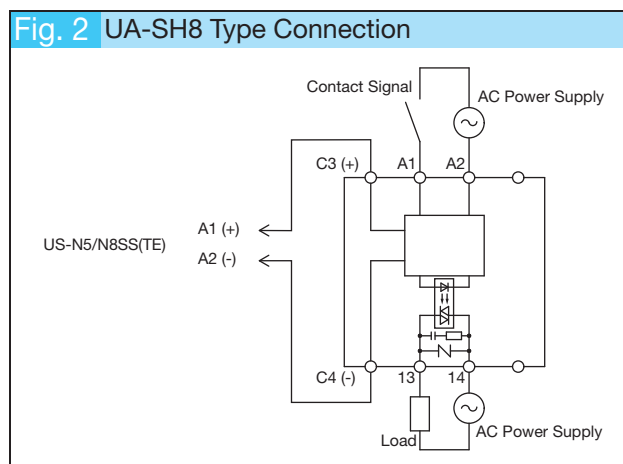 Fig. 2 UA-SH8 Type Connection
Contact Signal
AC Power Supply
C3 (+) A1 A2
A1 (+)
US-N5/N8SS(TE)
A2 (-)
C4 (-) 13 14
Load
AC Power Supply